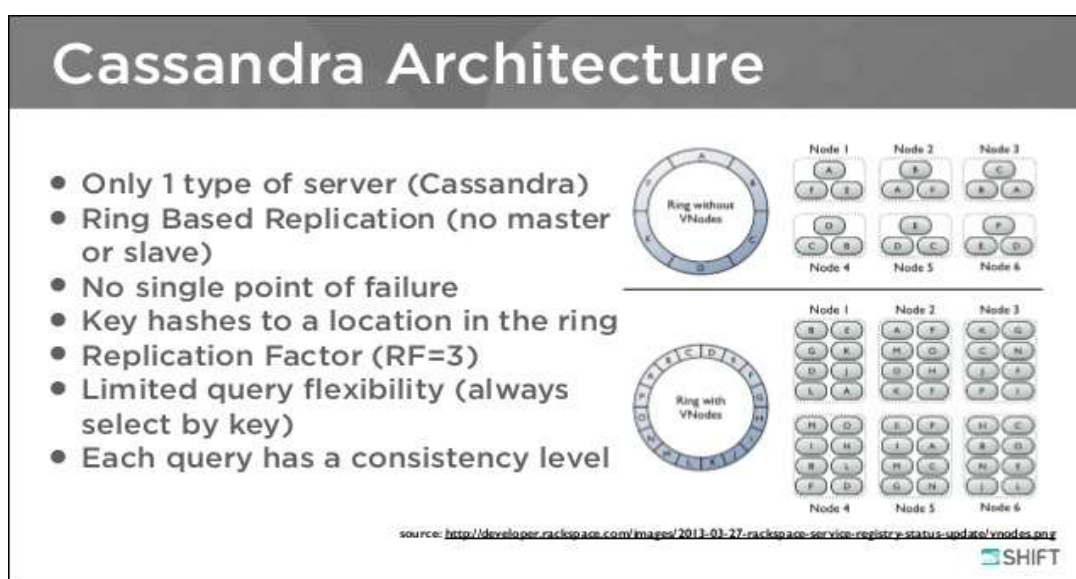 Cassandra Architecture
Only 1 type of server (Cassandra)
Ring Based Replication (no master
or slave)
No single point of failure
Key hashes to a location in the ring
Replication Factor (RF=3)
Limited query flexibility (always
select by key)
Each query has a consistency level
Ring without
VNodes
Node 1 Node 2 Node 3
A B C
A F B A
D E F
C B D C E D
Node 4 Node 5 Node 6
Ring with
VNodes
Node 1 Node 2 Node 3
Node 4 Node 5 Node 6
source: http://developer.rackspace.com/images/2013-03-27-rackspace-service-registry-status-update/vnodes.png
SHIFT